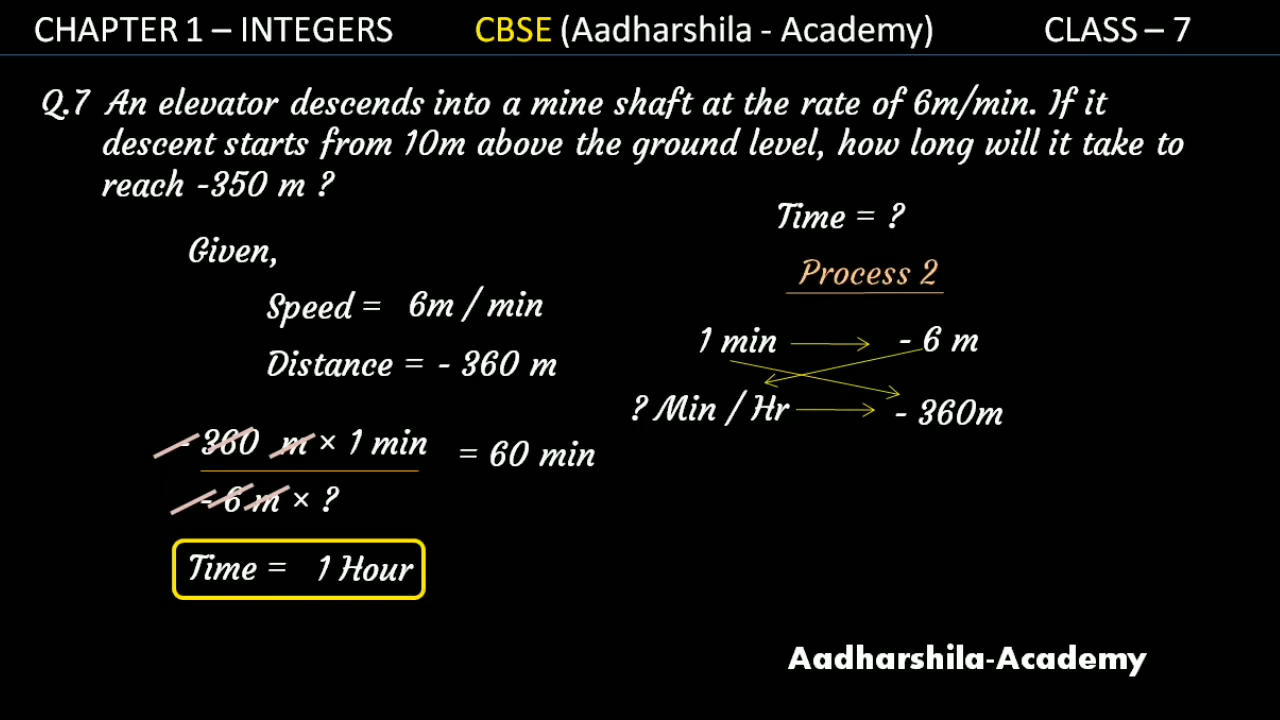 CHAPTER 1 – INTEGERS CBSE (Aadharshila - Academy) CLASS – 7
Q.7 An elevator descends into a mine shaft at the rate of 6m/min. If it
descent starts from 10m above the ground level, how long will it take to
reach -350 m ?
Time = ?
Given,
Process 2
Speed = 6m / min
1 min - 6 m
Distance = - 360 m
? Min / Hr - 360m
- 360 m × 1 min
= 60 min
- 6 m × ?
Time = 1 Hour
Aadharshila-Academy